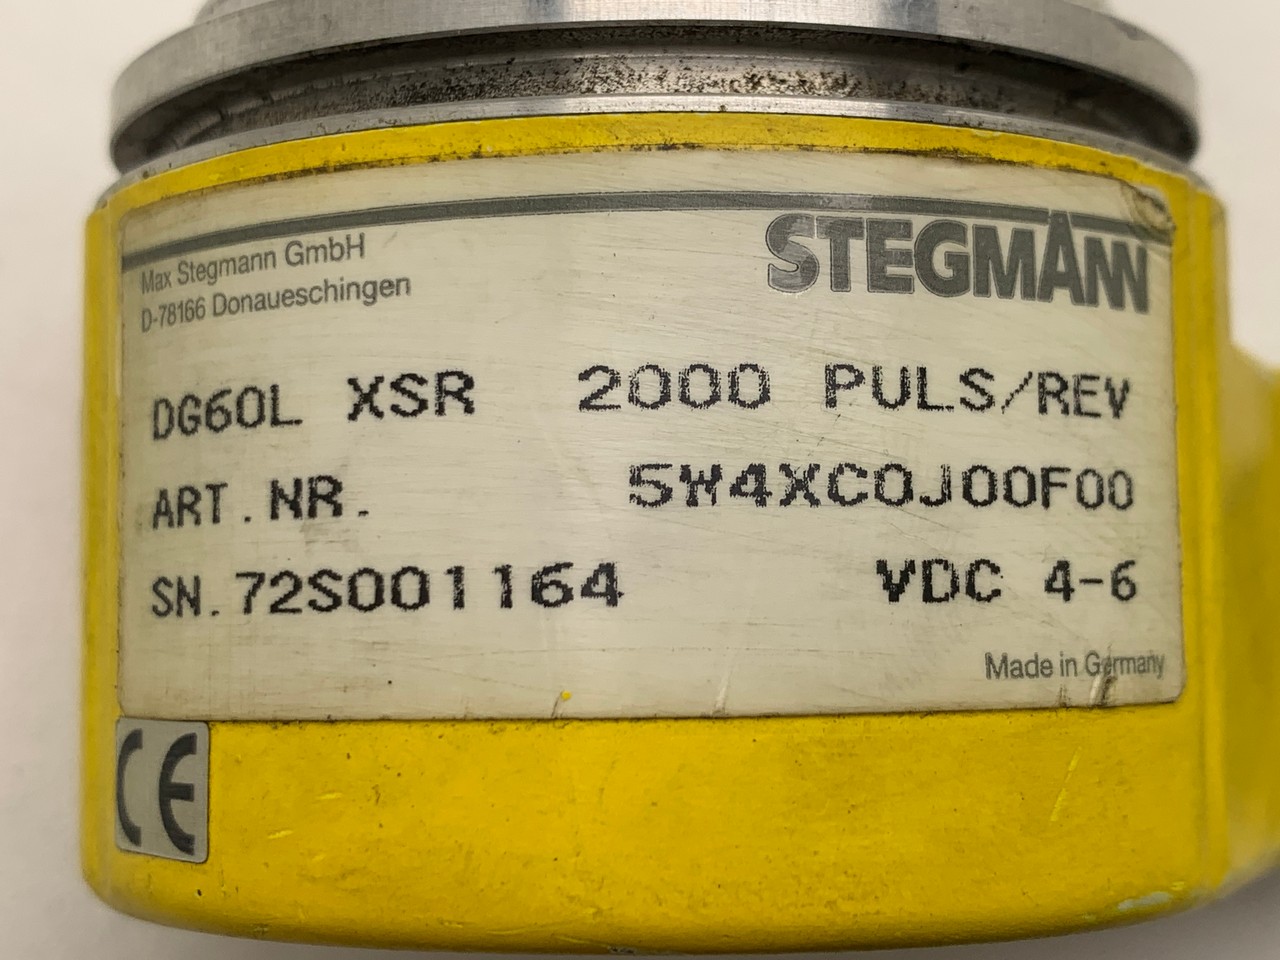 STEGMANN
Max Stegmann GmbH
D-78166 Donaueschingen
DG60L XSR 2000 PULS/REV
ART.NR. 5W4XC0J00F00
SN.72S001164 VDC 4-6
Made in Germany
CE